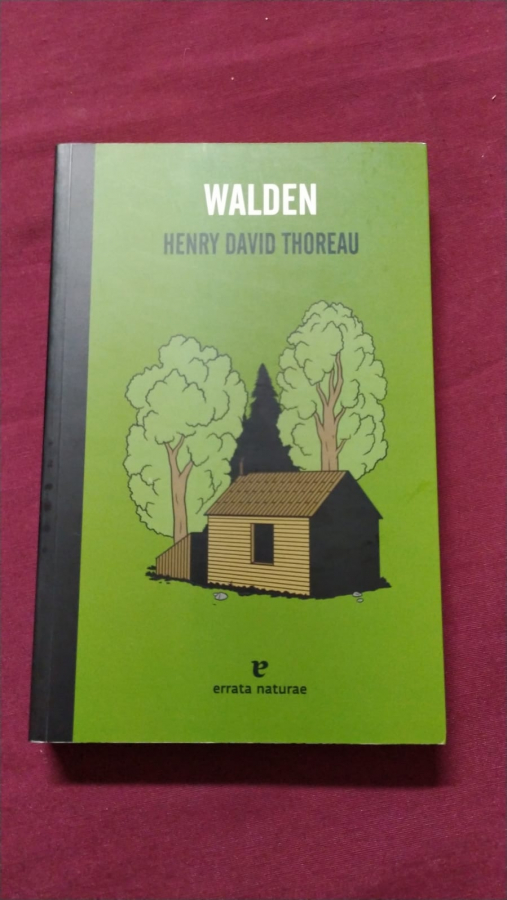 WALDEN
HENRY DAVID THOREAU
e
errata naturae